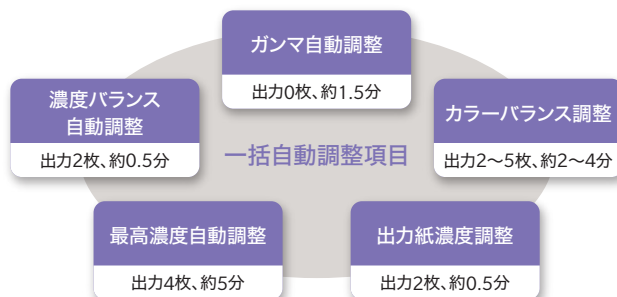 ガンマ自動調整
出力0枚、約1.5分
濃度バランス
自動調整
出力2枚、約0.5分
カラーバランス調整
出力2～5枚、約2～4分
一括自動調整項目
最高濃度自動調整
出力4枚、約5分
出力紙濃度調整
出力2枚、約0.5分